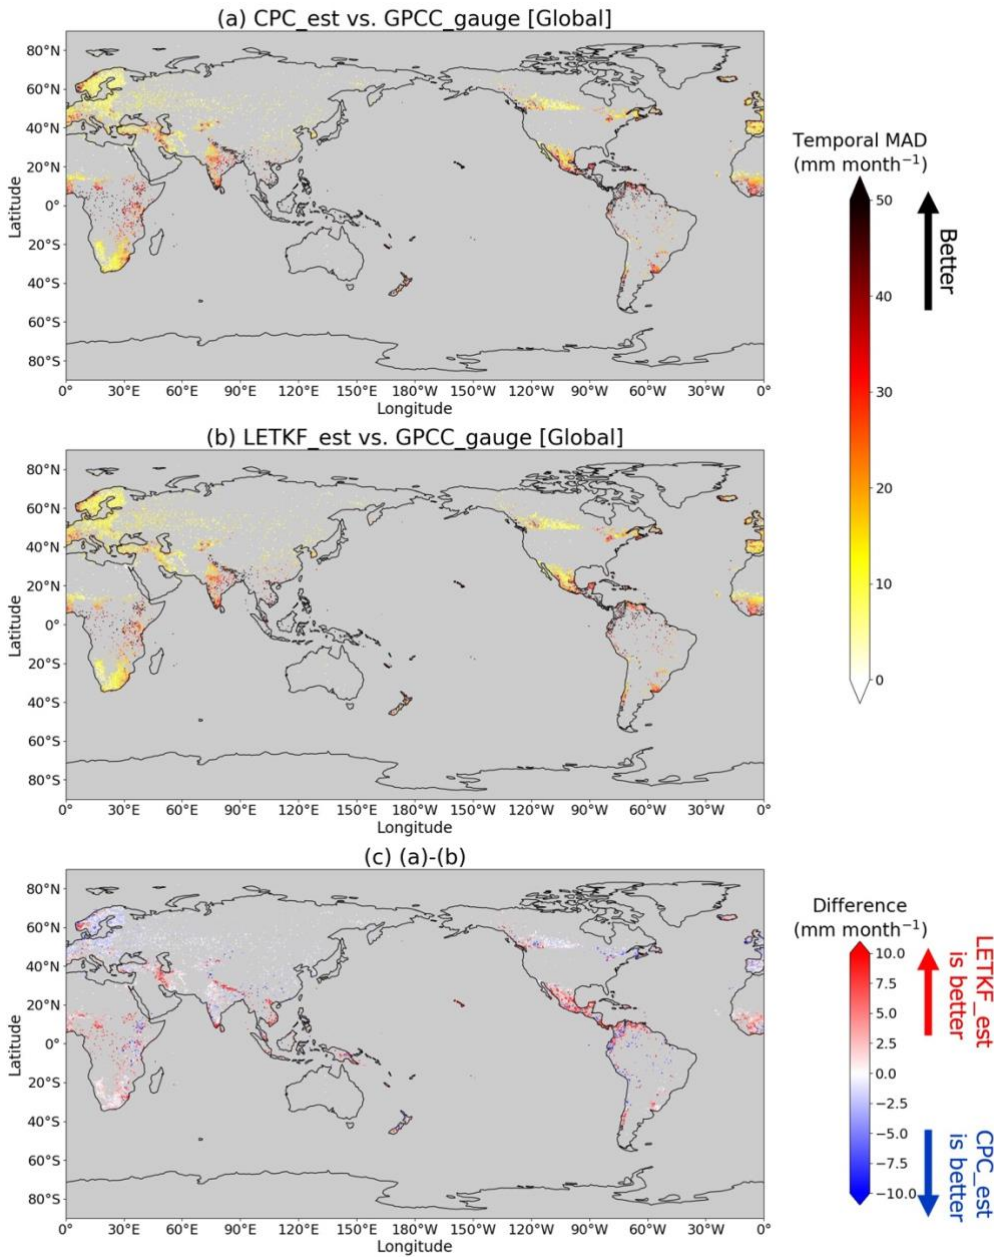 (a) CPC_est vs. GPCC_gauge [Global]
80°N
60°N
40°N
20°N
0°
20°S
40°S
60°S
80°S
Latitude
0° 30°E 60°E 90°E 120°E 150°E 180°W 150°W 120°W 90°W 60°W 30°W 0°
Longitude
(b) LETKF_est vs. GPCC_gauge [Global]
80°N
60°N
40°N
20°N
0°
20°S
40°S
60°S
80°S
Latitude
0° 30°E 60°E 90°E 120°E 150°E 180°W 150°W 120°W 90°W 60°W 30°W 0°
Longitude
Temporal MAD
(mm month⁻¹)
50
40
30
20
10
0
Better
(c) (a)-(b)
80°N
60°N
40°N
20°N
0°
20°S
40°S
60°S
80°S
Latitude
0° 30°E 60°E 90°E 120°E 150°E 180°W 150°W 120°W 90°W 60°W 30°W 0°
Longitude
Difference
(mm month⁻¹)
10.0
7.5
5.0
2.5
0.0
−2.5
−5.0
−7.5
−10.0
LETKF_est
is better
CPC_est
is better